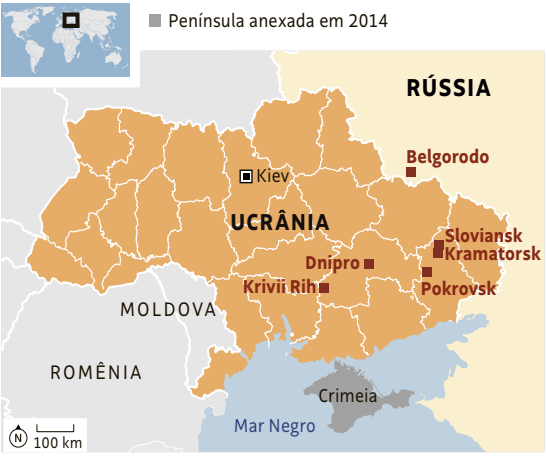 Península anexada em 2014
RÚSSIA
Belgorodo
Kiev
UCRÂNIA
Sloviansk
Kramatorsk
Dnipro
Krivii Rih
Pokrovsk
MOLDOVA
ROMÊNIA
Crimeia
Mar Negro
N
100 km